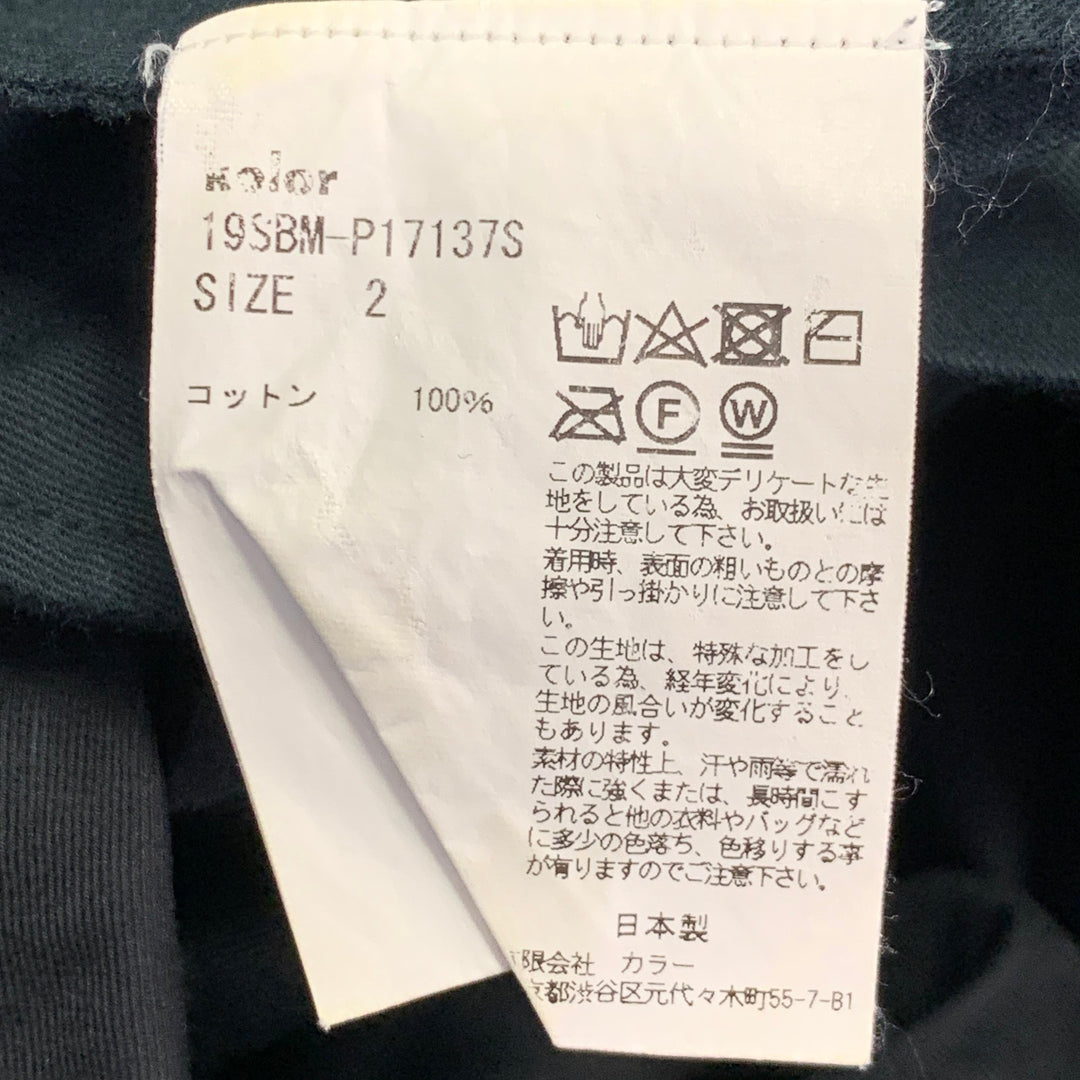 kolor
19SBM-P17137S
SIZE 2
コットン 100%
F W
この製品は大変デリケートな生
地をしている為、お取扱いには
十分注意して下さい。
着用時、表面の粗いものとの摩
擦や引っ掛かりに注意して下さ
い。
この生地は、特殊な加工をし
ている為、経年変化により、
生地の風合いが変化すること
もあります。
素材の特性上、汗や雨等で濡れ
た際に強くまたは、長時間こす
られると他の衣料やバッグなど
に多少の色落ち、色移りする事
が有りますのでご注意下さい。
日本製
限会社 カラー
京都渋谷区元代々木町55-7-B1